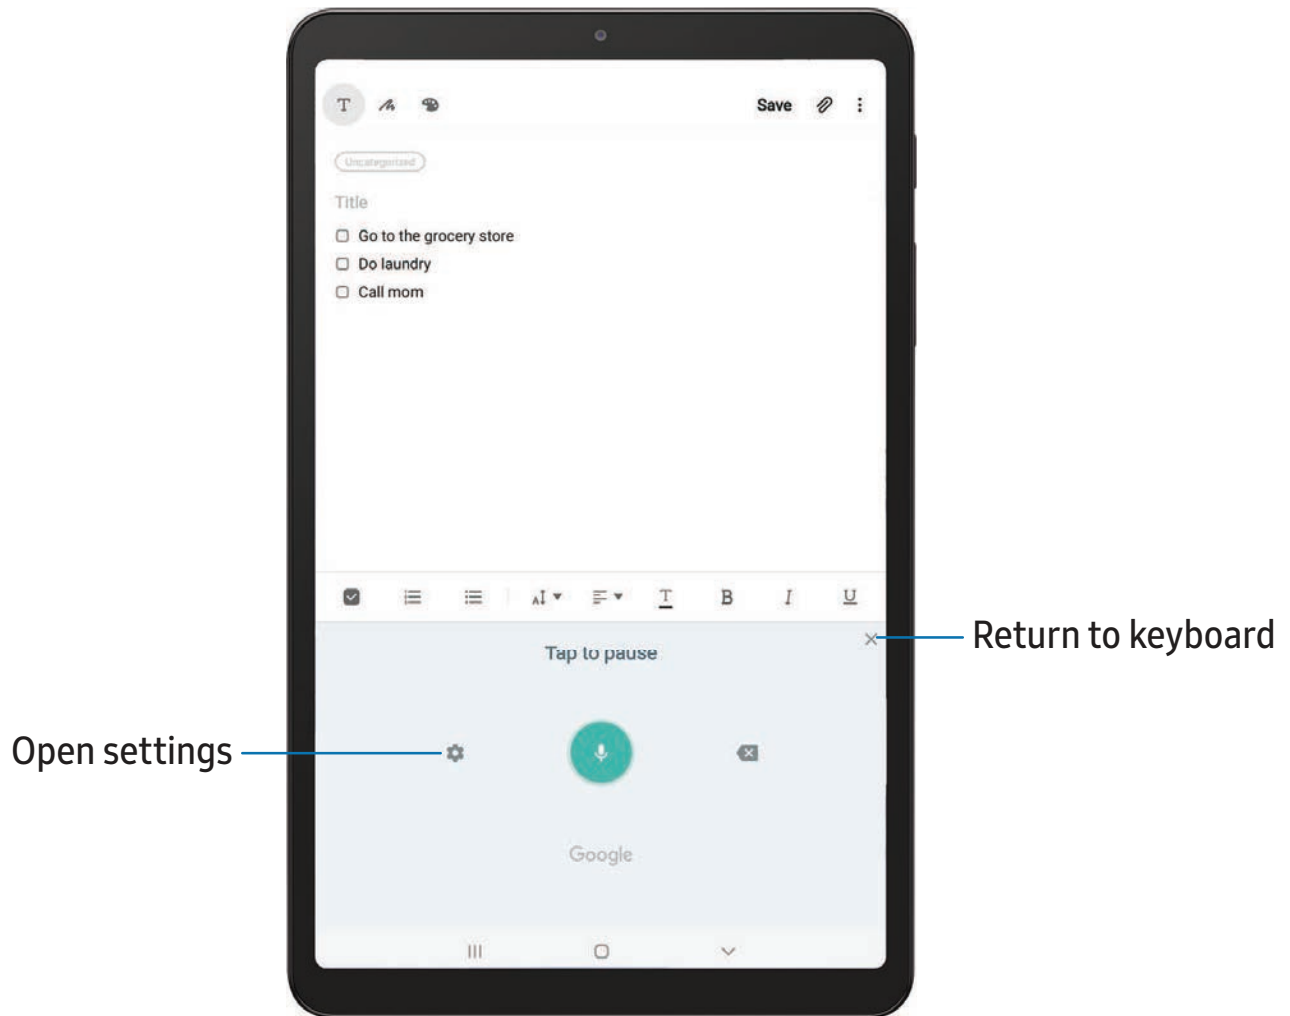 Save
Uncategorized
Title
Go to the grocery store
Do laundry
Call mom
Tap to pause
Return to keyboard
Open settings
Google